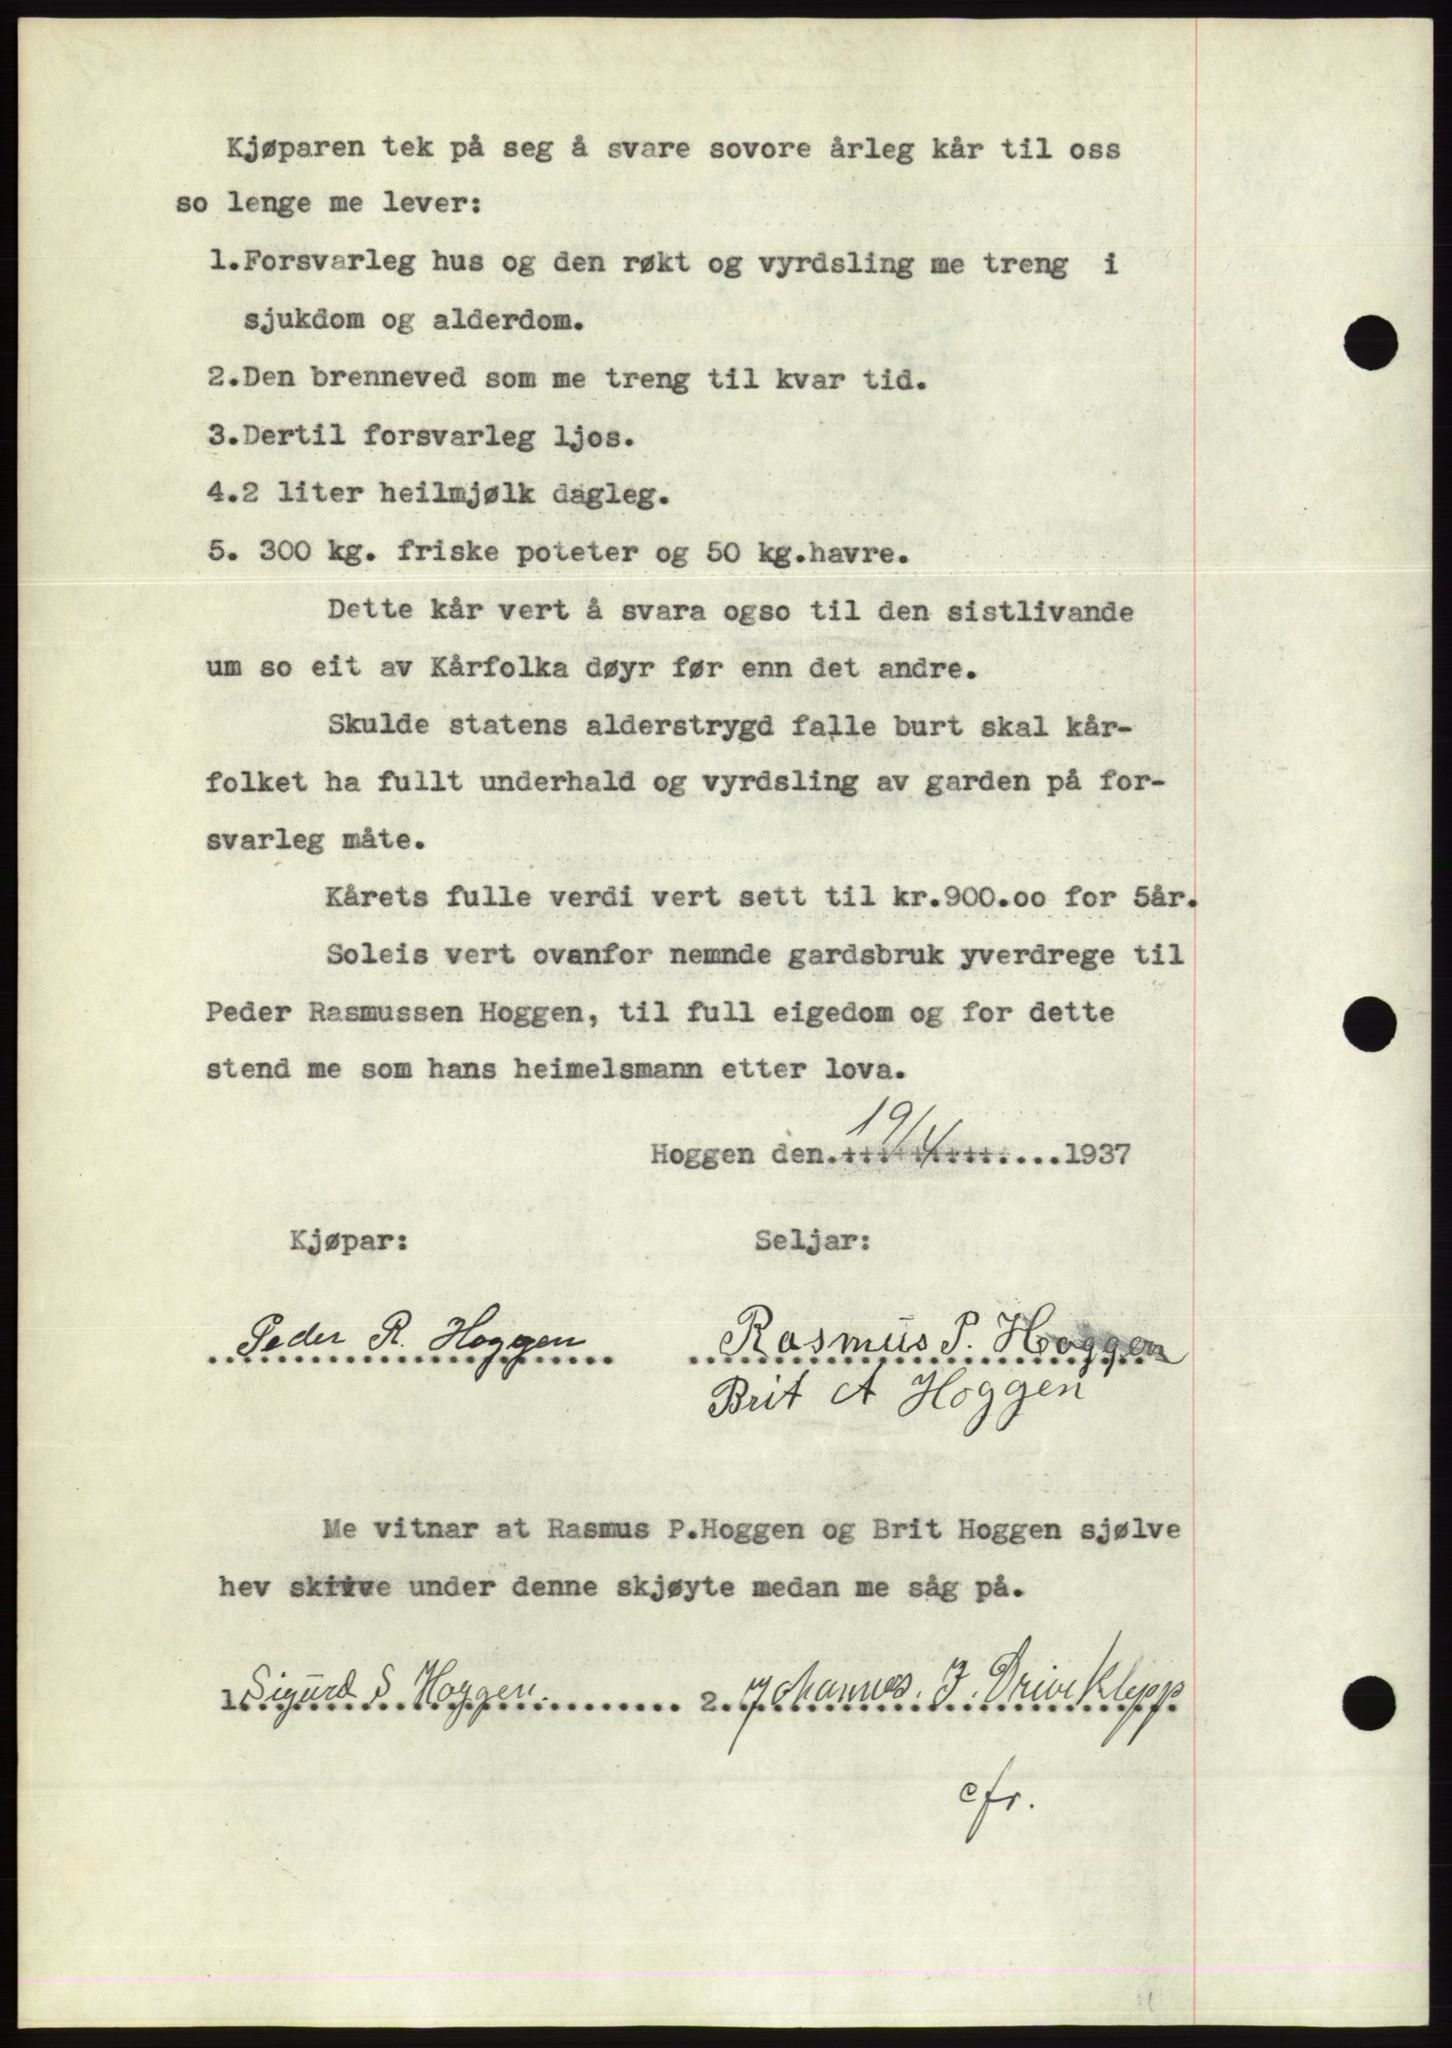 Kjøparen tek på seg å svare sovore årleg kår til oss
so lenge me lever:
1.Forsvarleg hus og den røkt og vyrdsling me treng i
sjukdom og alderdom.
2.Den brenneved som me treng til kvar tid.
3.Dertil forsvarleg ljos.
4.2 liter heilmjølk dagleg.
5. 300 kg. friske poteter og 50 kg.havre.
Dette kår vert å svara ogso til den sistlivande
um so eit av Kårfolka døyr før enn det andre.
Skulde statens alderstrygd falle burt skal kår-
folket ha fullt underhald og vyrdsling av garden på for-
svarleg måte.
Kårets fulle verdi vert sett til kr.900.oo for 5år.
Soleis vert ovanfor nemnde gardsbruk yverdrege til
Peder Rasmussen Hoggen, til full eigedom og for dette
stend me som hans heimelsmann etter lova.
Hoggen den. 19/4 ....1937
Kjøpar: Seljar:
Peder R. Hoggen Rasmus P. Hoggen
Brit A Hoggen
Me vitnar at Rasmus P.Hoggen og Brit Hoggen sjølve
hev skrive under denne skjøyte medan me såg på.
1. Sigurd S. Hoggen. 2. Johannes. J. Driveklepp
cfr.